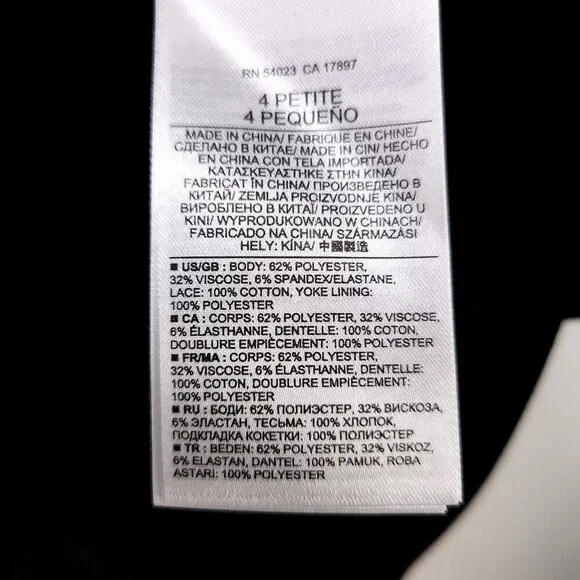 RN 54023 CA 17897
4 PETITE
4 PEQUEÑO
MADE IN CHINA/ FABRIQUE EN CHINE/
СДЕЛАНО В КИТАЕ/ MADE IN CIN/ HECHO
EN CHINA CON TELA IMPORTADA/
ΚΑΤΑΣΚΕΥΑΣΤΗΚΕ ΣΤΗΝ ΚΙΝΑ/
FABRICAT ÎN CHINA/ ПРОИЗВЕДЕНО В
КИТАЙ/ ZEMLJA PROIZVODNJE KINA/
ВИРОБЛЕНО В КИТАЇ/ PROIZVEDENO U
KINI/ WYPRODUKOWANO W CHINACH/
FABRICADO NA CHINA/ SZÁRMAZÁSI
HELY: KÍNA/ 中國製造
■ US/GB : BODY: 62% POLYESTER,
32% VISCOSE, 6% SPANDEX/ELASTANE,
LACE: 100% COTTON, YOKE LINING:
100% POLYESTER
■ CA : CORPS: 62% POLYESTER, 32% VISCOSE,
6% ÉLASTHANNE, DENTELLE: 100% COTON,
DOUBLURE EMPIÈCEMENT: 100% POLYESTER
■ FR/MA : CORPS: 62% POLYESTER,
32% VISCOSE, 6% ÉLASTHANNE, DENTELLE:
100% COTON, DOUBLURE EMPIÈCEMENT:
100% POLYESTER
■ RU : БОДИ: 62% ПОЛИЭСТЕР, 32% ВИСКОЗА,
6% ЭЛАСТАН, ТЕСЬМА: 100% ХЛОПОК,
ПОДКЛАДКА КОКЕТКИ: 100% ПОЛИЭСТЕР
■ TR : BEDEN: 62% POLYESTER, 32% VISKOZ,
6% ELASTAN, DANTEL: 100% PAMUK, ROBA
ASTARI: 100% POLYESTER